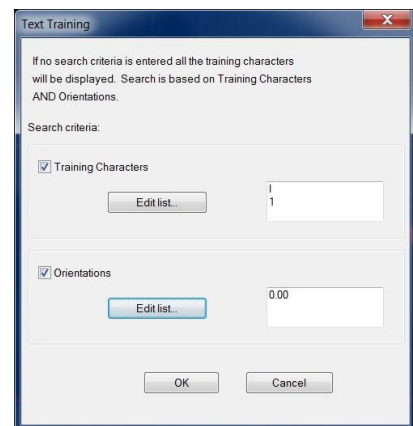 Text Training
If no search criteria is entered all the training characters
will be displayed. Search is based on Training Characters
AND Orientations.
Search criteria:
Training Characters
Edit list...
I
1
Orientations
Edit list...
0.00
OK
Cancel